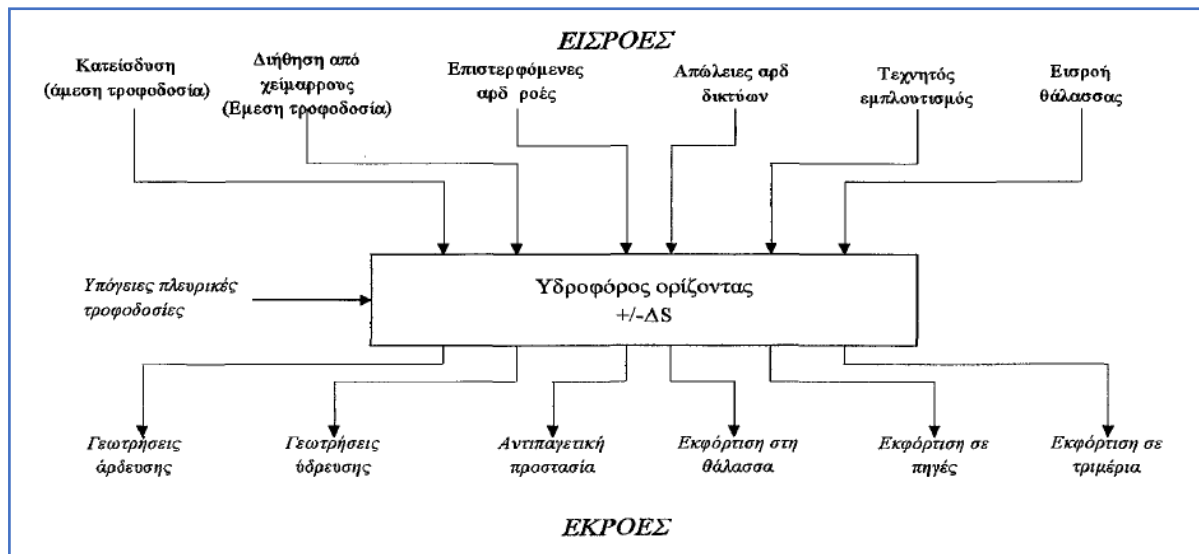 ΕΙΣΡΟΕΣ
Κατείσδυση
(άμεση τροφοδοσία)
Διήθηση από
χείμαρρους
(Έμεση τροφοδοσία)
Επιστερφόμενες
αρδ ροές
Απώλειες αρδ
δικτύων
Τεχνητός
εμπλουτισμός
Εισροή
θάλασσας
Υπόγειες πλευρικές
τροφοδοσίες
Υδροφόρος ορίζοντας
+/-ΔS
Γεωτρήσεις
άρδευσης
Γεωτρήσεις
ύδρευσης
Αντιπαγετική
προστασία
Εκφόρτιση στη
θάλασσα
Εκφόρτιση σε
πηγές
Εκφόρτιση σε
τριμέρια
ΕΚΡΟΕΣ